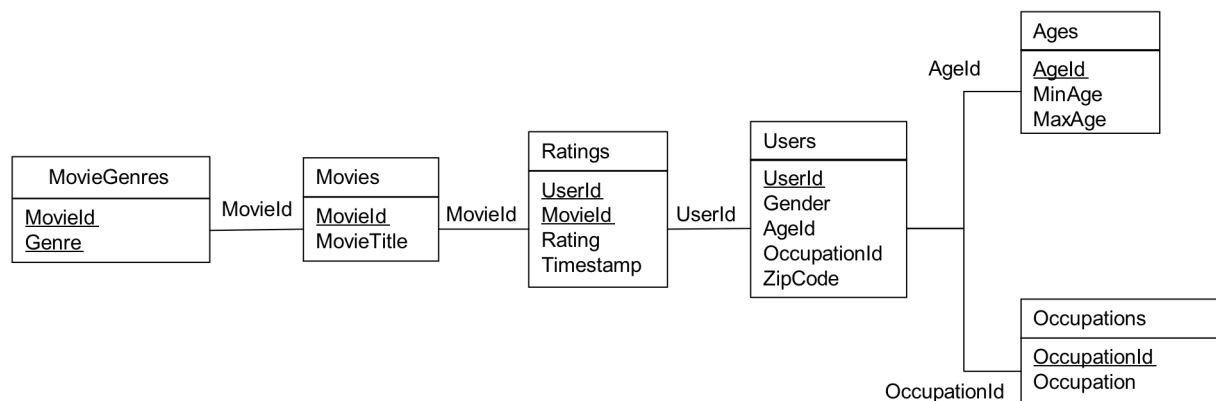 MovieGenres
MovieId
Genre
MovieId
Movies
MovieId
MovieTitle
MovieId
Ratings
UserId
MovieId
Rating
Timestamp
UserId
Users
UserId
Gender
AgeId
OccupationId
ZipCode
AgeId
Ages
AgeId
MinAge
MaxAge
OccupationId
Occupations
OccupationId
Occupation